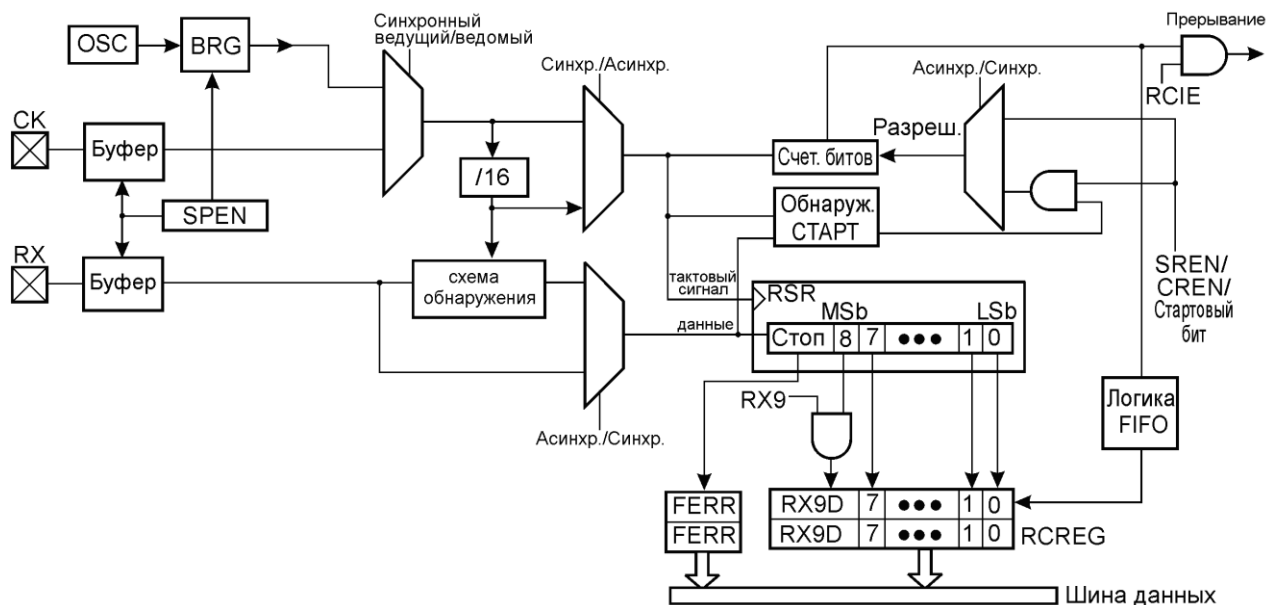 Прерывание
Синхронный
ведущий/ведомый
OSC
BRG
Синхр./Асинхр.
Асинхр./Синхр.
RCIE
CK
Буфер
/16
Разреш.
Счет. битов
SPEN
Обнаруж.
СТАРТ
RX
Буфер
схема
обнаружения
тактовый
сигнал
RSR
MSb
LSb
SREN/
CREN/
Стартовый
бит
данные
Стоп 8 7 ●●● 1 0
RX9
Логика
FIFO
Асинхр./Синхр.
FERR
RX9D 7 ●●● 1 0
FERR
RX9D 7 ●●● 1 0
RCREG
Шина данных